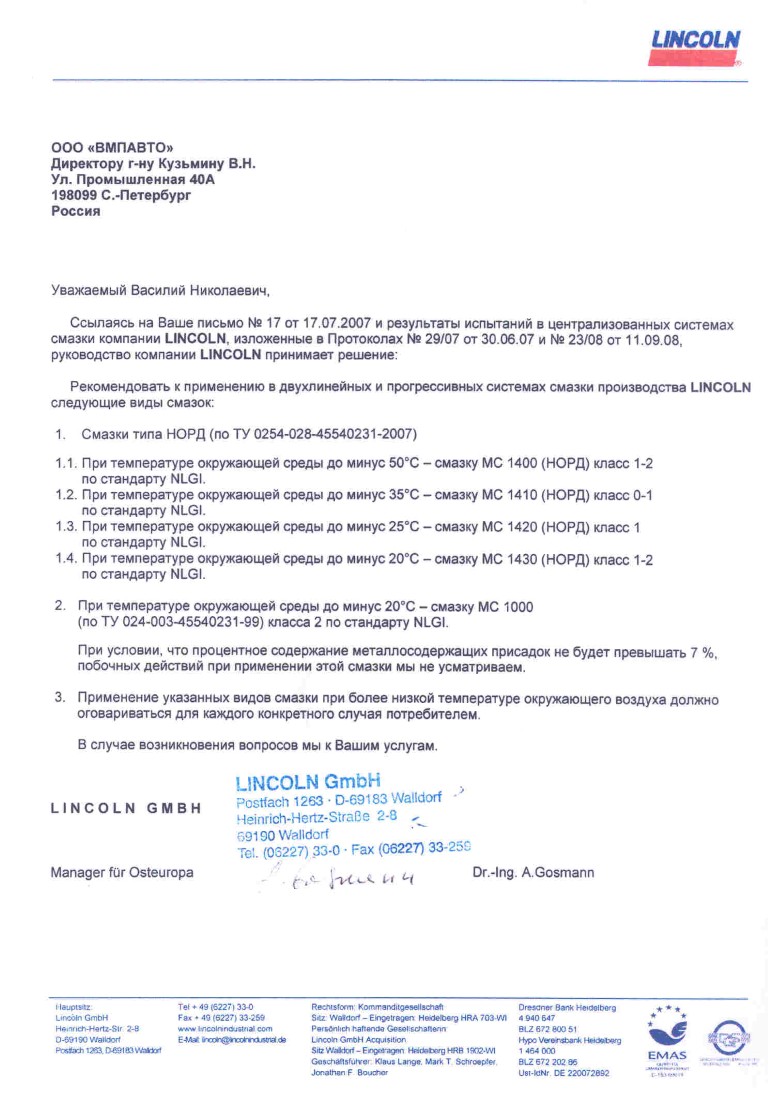 LINCOLN
ООО «ВМПАВТО»
Директору г-ну Кузьмину В.Н.
Ул. Промышленная 40А
198099 С.-Петербург
Россия
Уважаемый Василий Николаевич,
Ссылаясь на Ваше письмо № 17 от 17.07.2007 и результаты испытаний в централизованных системах
смазки компании LINCOLN, изложенные в Протоколах № 29/07 от 30.06.07 и № 23/08 от 11.09.08,
руководство компании LINCOLN принимает решение:
Рекомендовать к применению в двухлинейных и прогрессивных системах смазки производства LINCOLN
следующие виды смазок:
1. Смазки типа НОРД (по ТУ 0254-028-45540231-2007)
1.1. При температуре окружающей среды до минус 50°C – смазку МС 1400 (НОРД) класс 1-2
по стандарту NLGI.
1.2. При температуре окружающей среды до минус 35°C – смазку МС 1410 (НОРД) класс 0-1
по стандарту NLGI.
1.3. При температуре окружающей среды до минус 25°C – смазку МС 1420 (НОРД) класс 1
по стандарту NLGI.
1.4. При температуре окружающей среды до минус 20°C – смазку МС 1430 (НОРД) класс 1-2
по стандарту NLGI.
2. При температуре окружающей среды до минус 20°C – смазку МС 1000
(по ТУ 024-003-45540231-99) класса 2 по стандарту NLGI.
При условии, что процентное содержание металлосодержащих присадок не будет превышать 7 %,
побочных действий при применении этой смазки мы не усматриваем.
3. Применение указанных видов смазки при более низкой температуре окружающего воздуха должно
оговариваться для каждого конкретного случая потребителем.
В случае возникновения вопросов мы к Вашим услугам.
LINCOLN GMBH
LINCOLN GmbH
Postfach 1263 · D-69183 Walldorf
Heinrich-Hertz-Straße 2-8
69190 Walldorf
Tel. (06227) 33-0 · Fax (06227) 33-259
Manager für Osteuropa
Dr.-Ing. A.Gosmann
Hauptsitz:
Lincoln GmbH
Heinrich-Hertz-Str. 2-8
D-69190 Walldorf
Postfach 1263, D-69183 Walldorf
Tel + 49 (6227) 33-0
Fax + 49 (6227) 33-259
www.lincolnindustrial.com
E-Mail: lincoln@lincolnindustrial.de
Rechtsform: Kommanditgesellschaft
Sitz: Walldorf – Eingetragen: Heidelberg HRA 703-WI
Persönlich haftende Gesellschafterin:
Lincoln GmbH Acquisition
Sitz Walldorf – Eingetragen: Heidelberg HRB 1902-WI
Geschäftsführer: Klaus Lange, Mark T. Schroepfer,
Jonathan F. Boucher
Dresdner Bank Heidelberg
4 940 647
BLZ 672 800 51
Hypo Vereinsbank Heidelberg
1 464 000
BLZ 672 202 86
Ust-IdNr. DE 220072892
EMAS